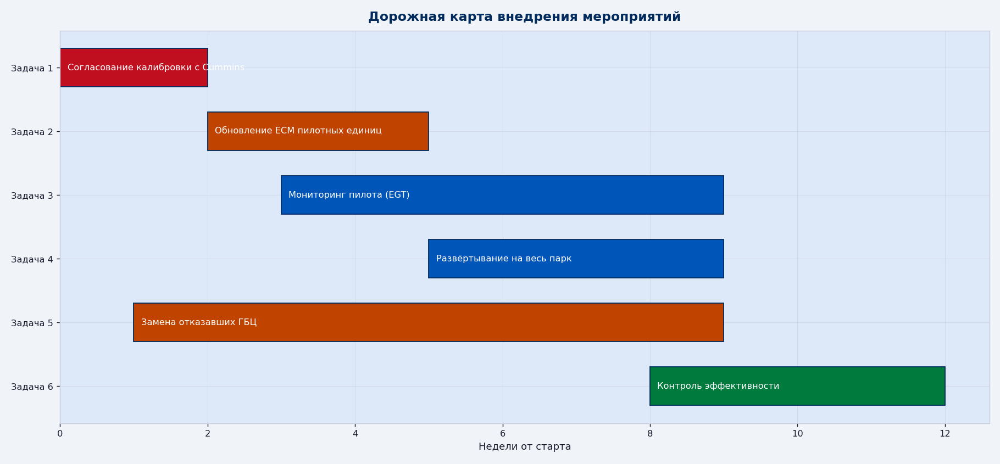 Дорожная карта внедрения мероприятий
Задача 1
Согласование калибровки с Cummins
Задача 2
Обновление ECM пилотных единиц
Задача 3
Мониторинг пилота (EGT)
Задача 4
Развёртывание на весь парк
Задача 5
Замена отказавших ГБЦ
Задача 6
Контроль эффективности
0 2 4 6 8 10 12
Недели от старта